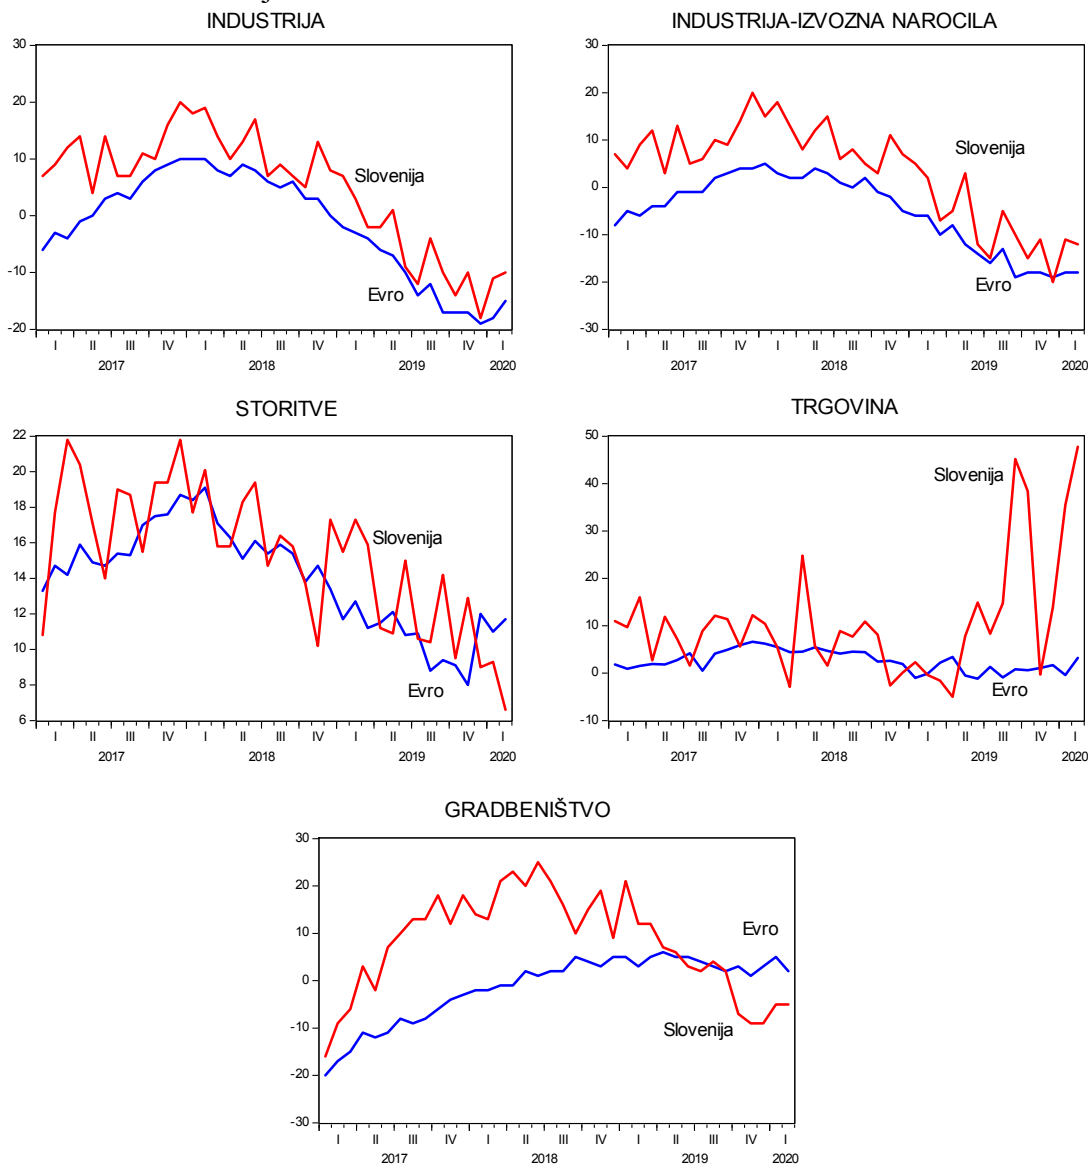 INDUSTRIJA
30
20
10
0
-10
-20
Slovenija
Evro
I II III IV I II III IV I II III IV I
2017 2018 2019 2020
INDUSTRIJA-IZVOZNA NAROCILA
30
20
10
0
-10
-20
-30
Slovenija
Evro
I II III IV I II III IV I II III IV I
2017 2018 2019 2020
STORITVE
22
20
18
16
14
12
10
8
6
Slovenija
Evro
I II III IV I II III IV I II III IV I
2017 2018 2019 2020
TRGOVINA
50
40
30
20
10
0
-10
Slovenija
Evro
I II III IV I II III IV I II III IV I
2017 2018 2019 2020
GRADBENIŠTVO
30
20
10
0
-10
-20
-30
Evro
Slovenija
I II III IV I II III IV I II III IV I
2017 2018 2019 2020